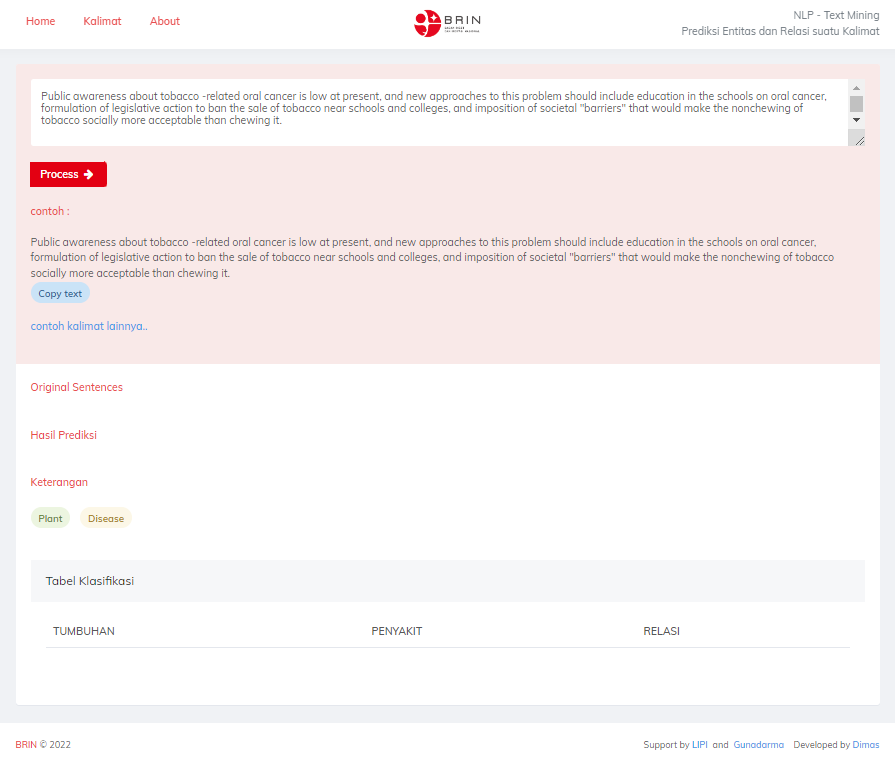 Home Kalimat About
BRIN
NLP - Text Mining
Prediksi Entitas dan Relasi suatu Kalimat
Public awareness about tobacco -related oral cancer is low at present, and new approaches to this problem should include education in the schools on oral cancer,
formulation of legislative action to ban the sale of tobacco near schools and colleges, and imposition of societal "barriers" that would make the nonchewing of
tobacco socially more acceptable than chewing it.
Process
contoh :
Public awareness about tobacco -related oral cancer is low at present, and new approaches to this problem should include education in the schools on oral cancer,
formulation of legislative action to ban the sale of tobacco near schools and colleges, and imposition of societal "barriers" that would make the nonchewing of tobacco
socially more acceptable than chewing it.
Copy text
contoh kalimat lainnya..
Original Sentences
Hasil Prediksi
Keterangan
Plant Disease
Tabel Klasifikasi
TUMBUHAN PENYAKIT RELASI
BRIN © 2022
Support by LIPI and Gunadarma Developed by Dimas